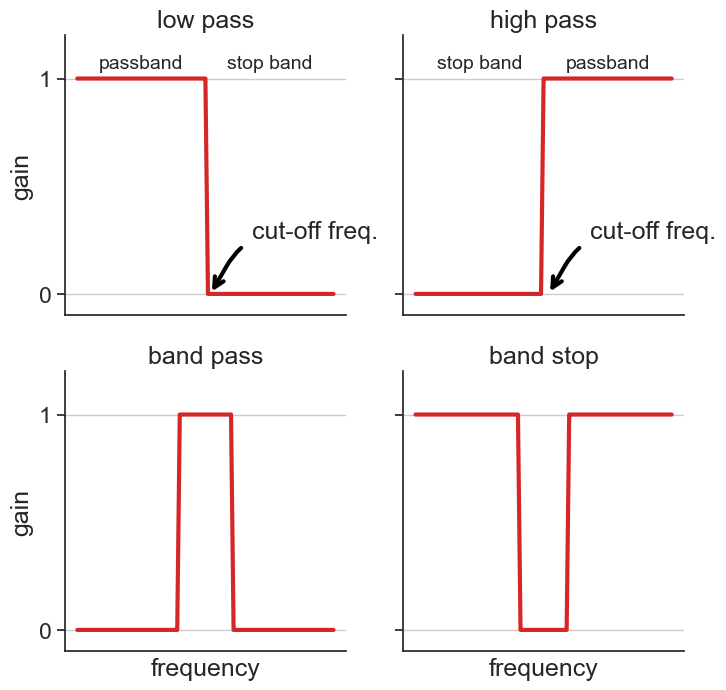 low pass
high pass
passband
stop band
stop band
passband
1
gain
cut-off freq.
cut-off freq.
0
band pass
band stop
1
gain
0
frequency
frequency